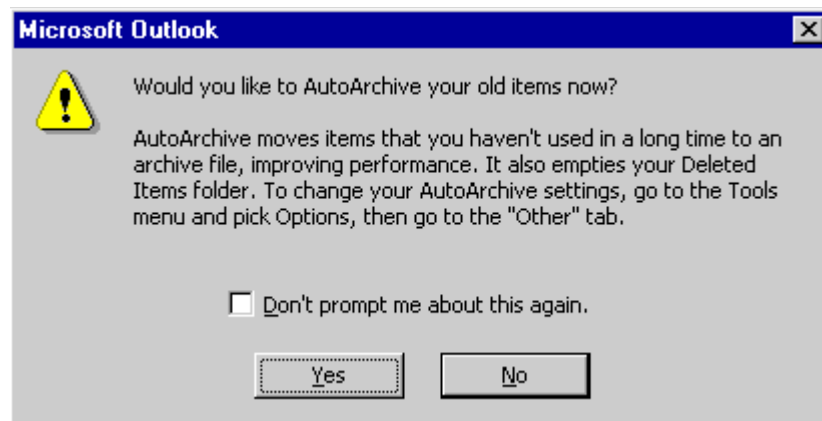 Microsoft Outlook
Would you like to AutoArchive your old items now?
AutoArchive moves items that you haven't used in a long time to an
archive file, improving performance. It also empties your Deleted
Items folder. To change your AutoArchive settings, go to the Tools
menu and pick Options, then go to the "Other" tab.
Don't prompt me about this again.
Yes
No